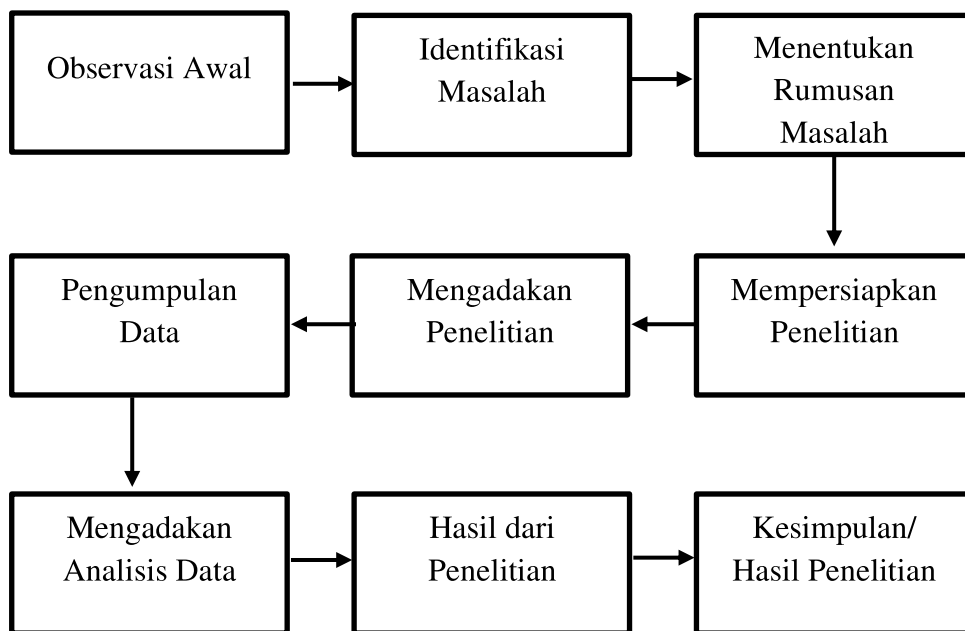 Observasi Awal
Identifikasi
Masalah
Menentukan
Rumusan
Masalah
Mempersiapkan
Penelitian
Mengadakan
Penelitian
Pengumpulan
Data
Mengadakan
Analisis Data
Hasil dari
Penelitian
Kesimpulan/
Hasil Penelitian